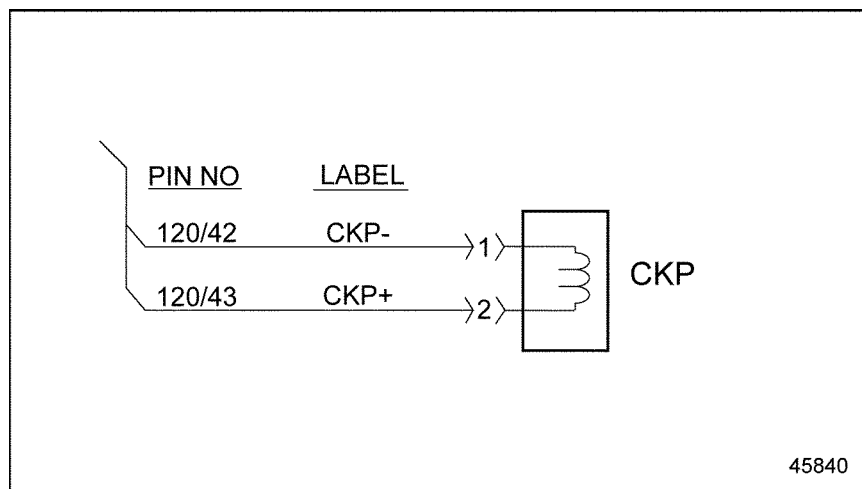 PIN NO LABEL
120/42 CKP- 1
CKP
120/43 CKP+ 2
45840